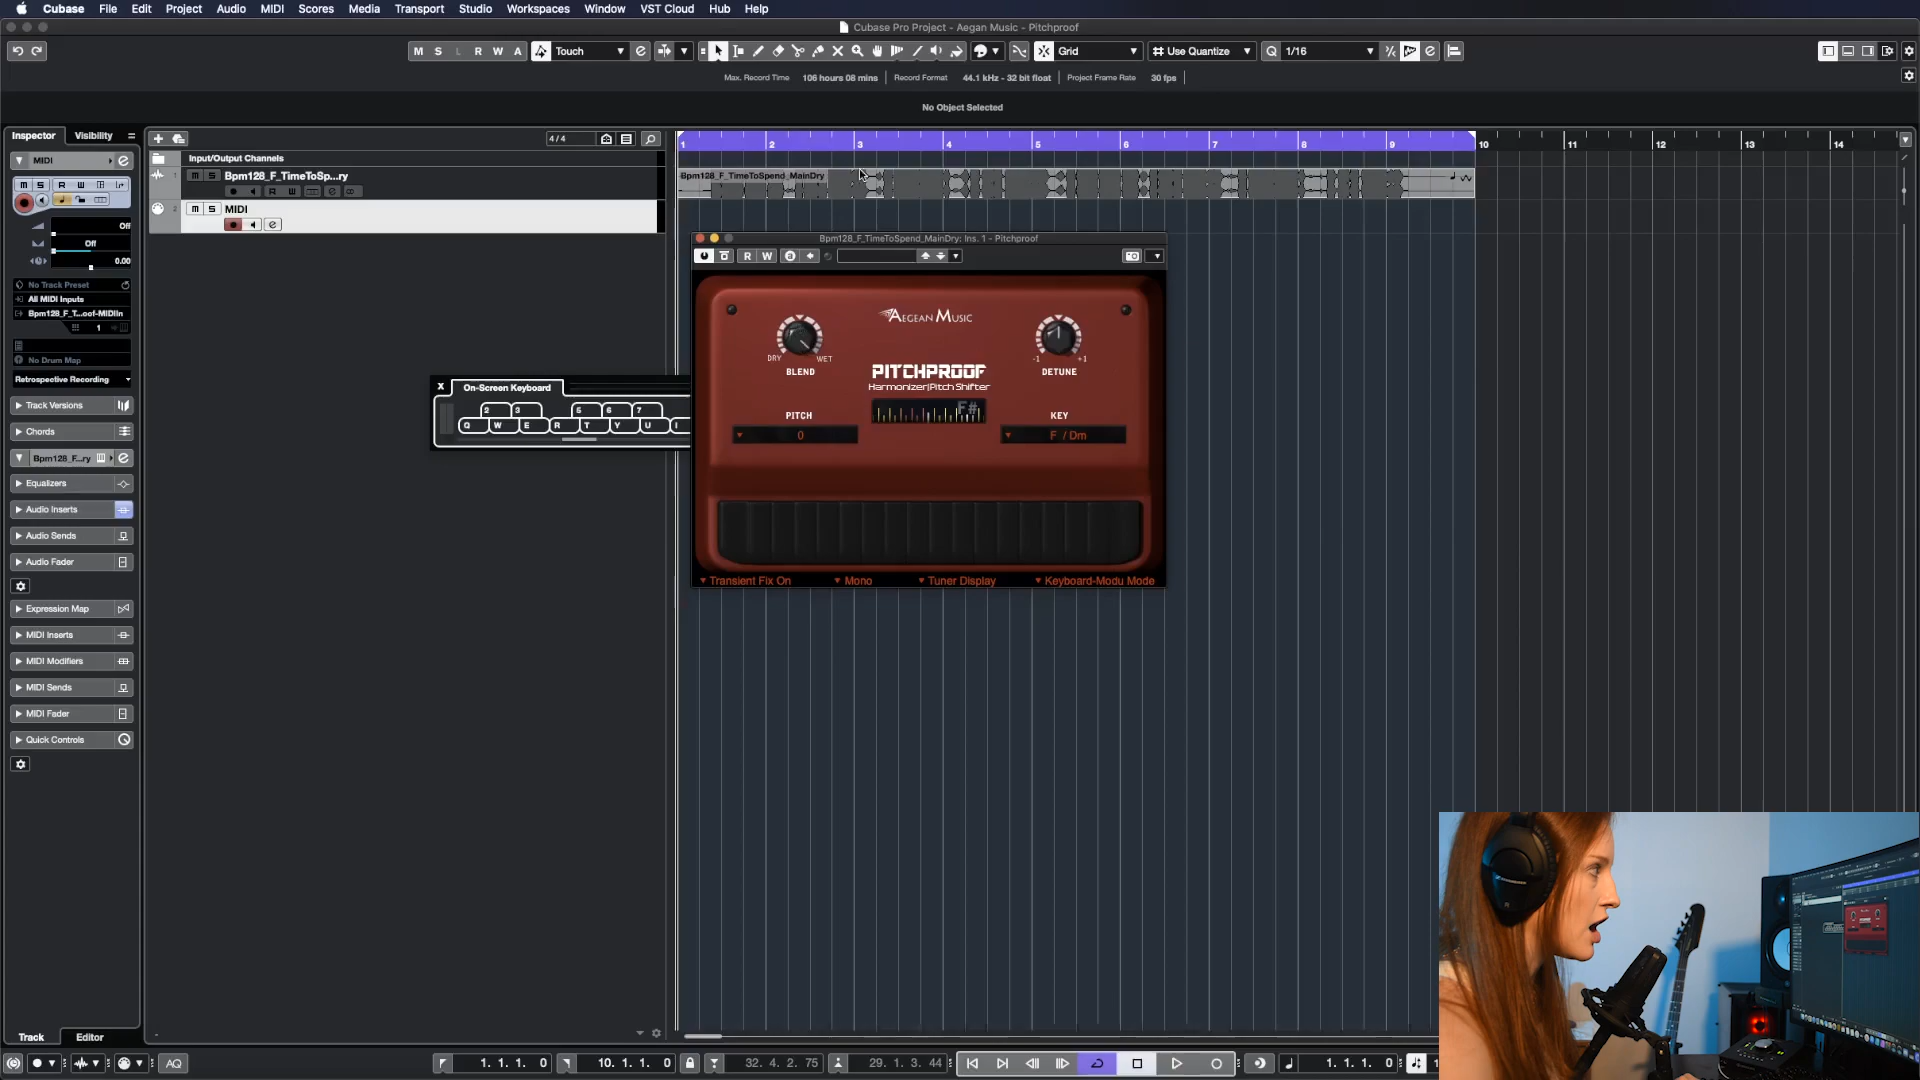 Cubase File Edit Project Audio MIDI Scores Media Transport Studio Workspaces Window VST Cloud Hub Help
Cubase Pro Project - Aegan Music - Pitchproof
M S L R W A Touch Grid Use Quantize Q 1/16
Max. Record Time 106 hours 08 mins Record Format 44.1 kHz - 32 bit float Project Frame Rate 30 fps
No Object Selected
Inspector Visibility
4/4
1 2 3 4 5 6 7 8 9 10 11 12 13 14
MIDI
Input/Output Channels
1 m S Bpm128_F_TimeToSp...ry
R W
Bpm128_F_TimeToSpend_MainDry
m S R W
2 m S MIDI
Off
Off
0.00
No Track Preset
All MIDI Inputs
Bpm128_F_T...oof-MIDIin
1
No Drum Map
Retrospective Recording
Track Versions
Chords
Bpm128_F...ry
Equalizers
Audio Inserts
Audio Sends
Audio Fader
Expression Map
MIDI Inserts
MIDI Modifiers
MIDI Sends
MIDI Fader
Quick Controls
Track Editor
X On-Screen Keyboard
2 3 5 6 7
Q W E R T Y U I
Bpm128_F_TimeToSpend_MainDry: Ins. 1 - Pitchproof
R W
AEGEAN MUSIC
DRY WET
BLEND
-1 +1
DETUNE
PITCHPROOF
Harmonizer|Pitch Shifter
F#
PITCH
0
KEY
F / Dm
Transient Fix On Mono Tuner Display Keyboard-Modu Mode
AQ 1. 1. 1. 0 10. 1. 1. 0 32. 4. 2. 75 29. 1. 3. 44 1. 1. 1. 0